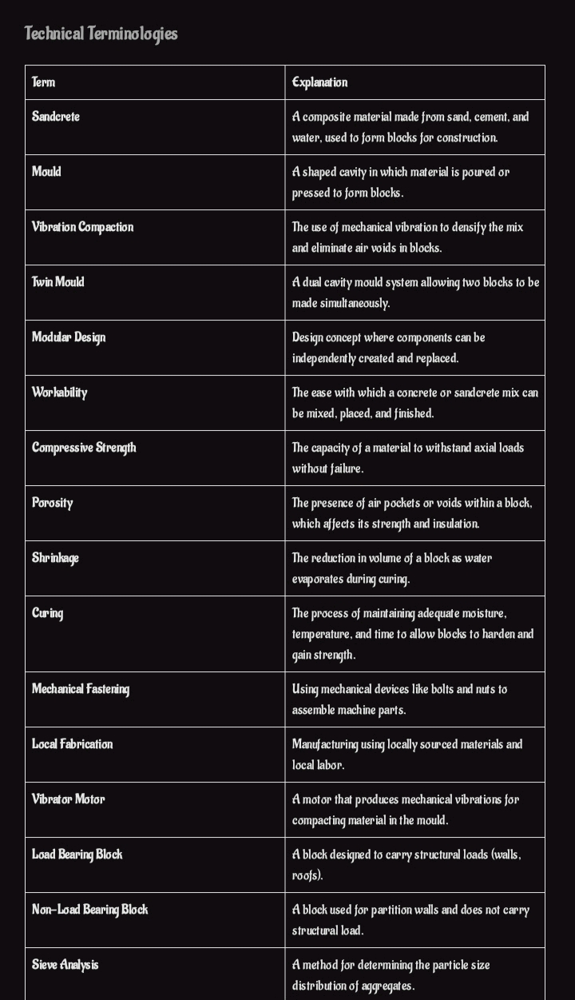 Technical Terminologies
Term
Explanation
Sandcrete
A composite material made from sand, cement, and
water, used to form blocks for construction.
Mould
A shaped cavity in which material is poured or
pressed to form blocks.
Vibration Compaction
The use of mechanical vibration to densify the mix
and eliminate air voids in blocks.
Twin Mould
A dual cavity mould system allowing two blocks to be
made simultaneously.
Modular Design
Design concept where components can be
independently created and replaced.
Workability
The ease with which a concrete or sandcrete mix can
be mixed, placed, and finished.
Compressive Strength
The capacity of a material to withstand axial loads
without failure.
Porosity
The presence of air pockets or voids within a block,
which affects its strength and insulation.
Shrinkage
The reduction in volume of a block as water
evaporates during curing.
Curing
The process of maintaining adequate moisture,
temperature, and time to allow blocks to harden and
gain strength.
Mechanical Fastening
Using mechanical devices like bolts and nuts to
assemble machine parts.
Local Fabrication
Manufacturing using locally sourced materials and
local labor.
Vibrator Motor
A motor that produces mechanical vibrations for
compacting material in the mould.
Load Bearing Block
A block designed to carry structural loads (walls,
roofs).
Non-Load Bearing Block
A block used for partition walls and does not carry
structural load.
Sieve Analysis
A method for determining the particle size
distribution of aggregates.